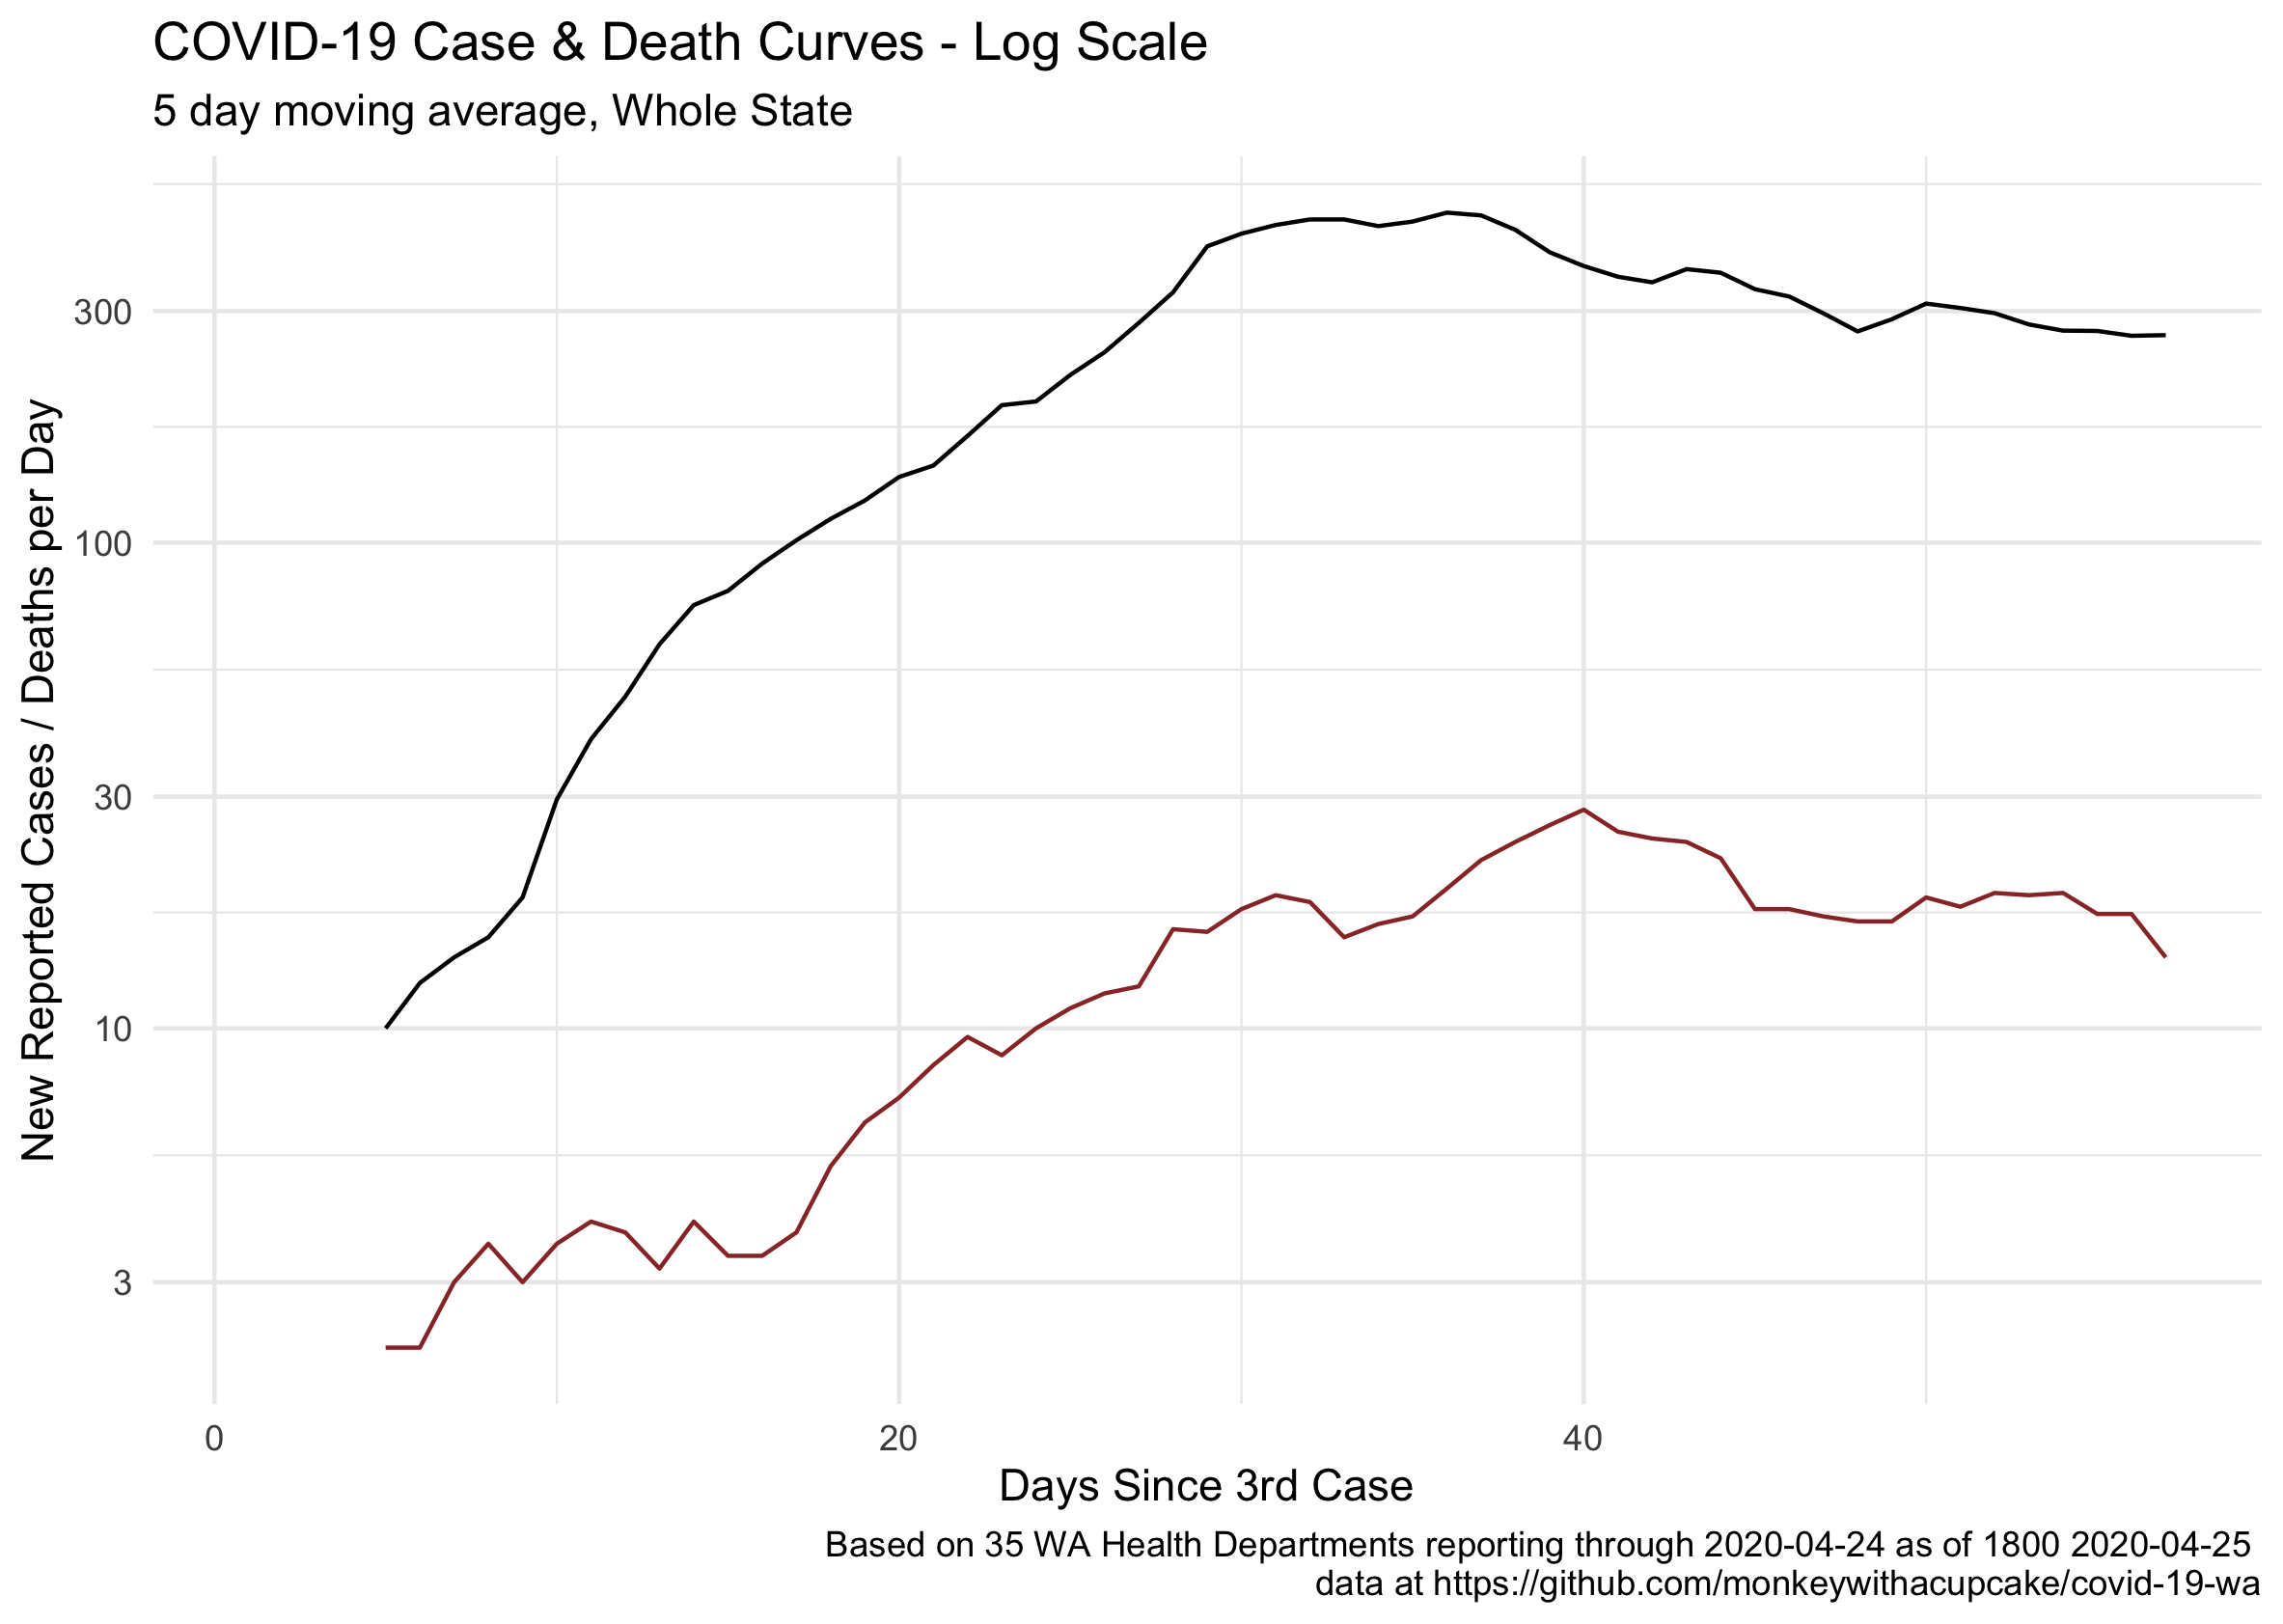 COVID-19 Case & Death Curves - Log Scale
5 day moving average, Whole State
New Reported Cases / Deaths per Day
300
100
30
10
3
0
20
40
Days Since 3rd Case
Based on 35 WA Health Departments reporting through 2020-04-24 as of 1800 2020-04-25
data at https://github.com/monkeywithacupcake/covid-19-wa